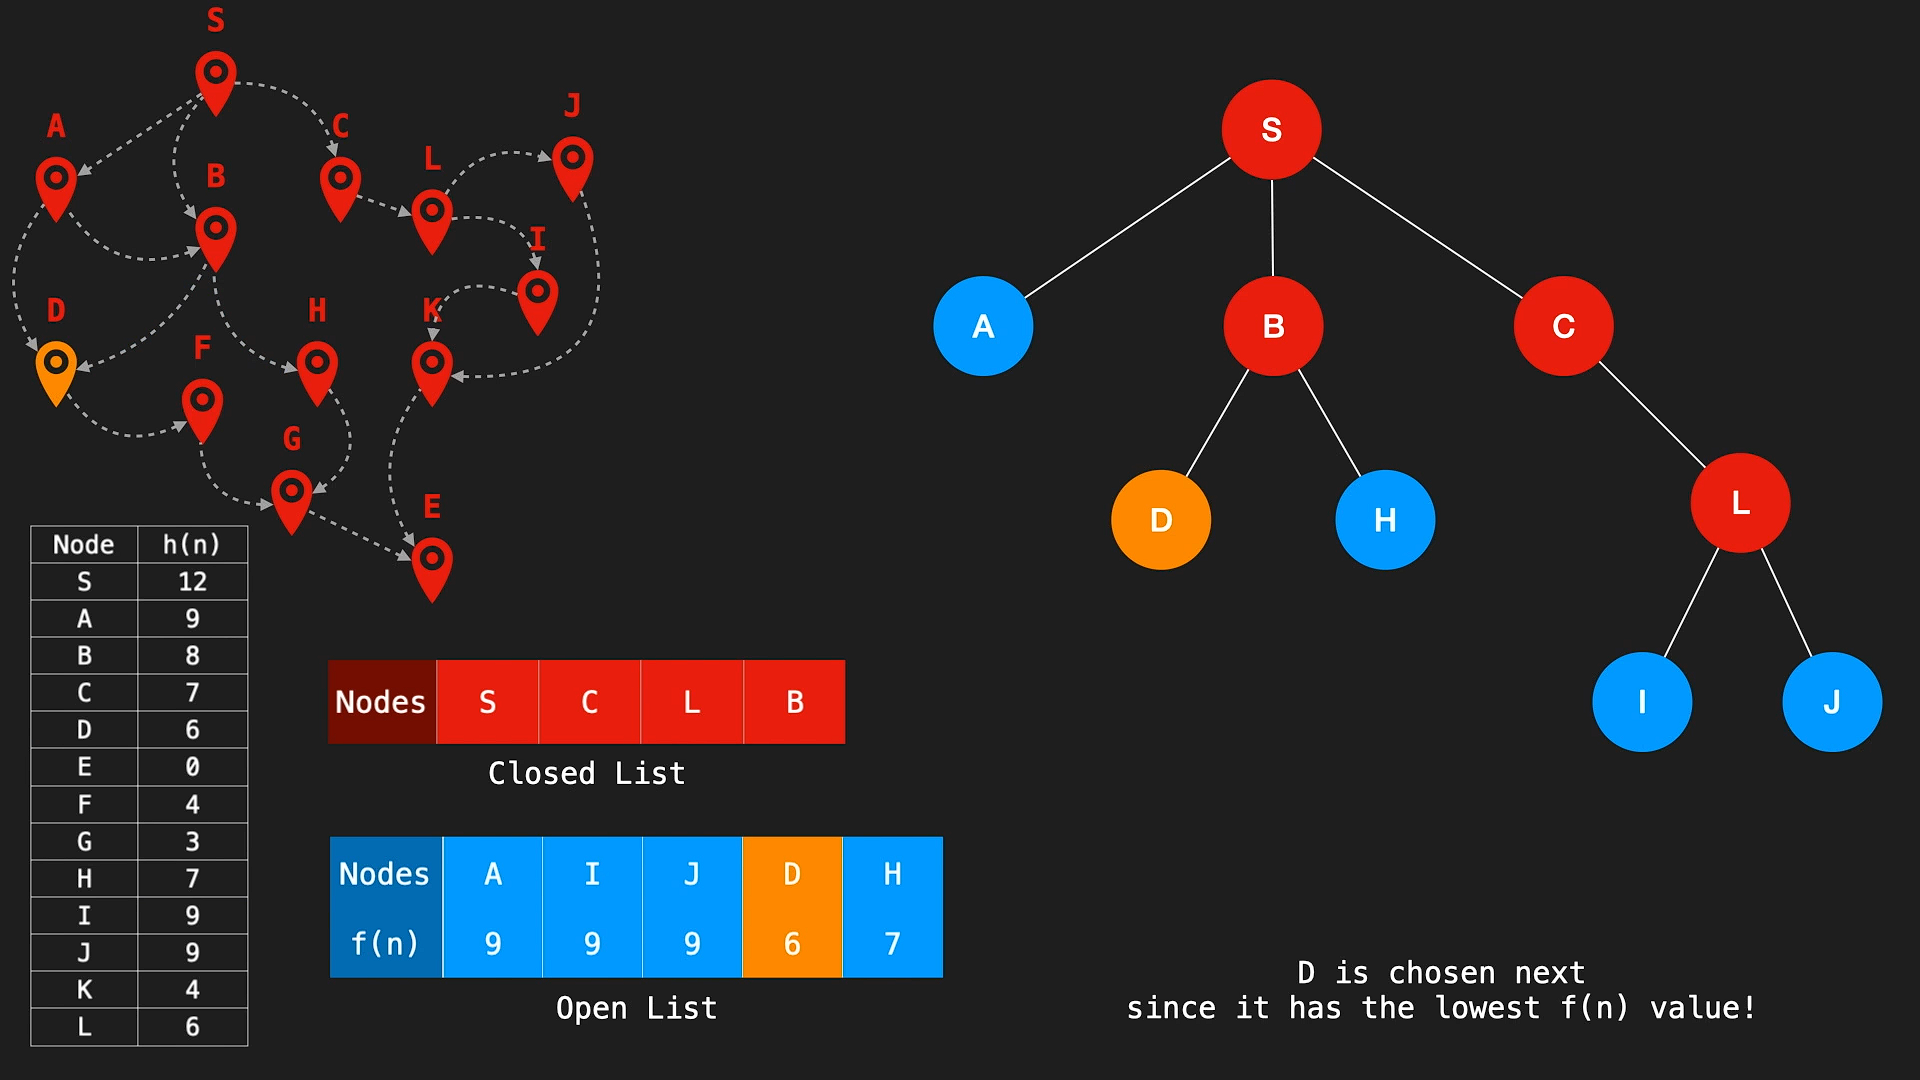 S
A
B
C
L
J
I
D
H
K
F
G
E
Node h(n)
S 12
A 9
B 8
C 7
D 6
E 0
F 4
G 3
H 7
I 9
J 9
K 4
L 6
Nodes S C L B
Closed List
Nodes A I J D H
f(n) 9 9 9 6 7
Open List
S
A B C
D H L
I J
D is chosen next
since it has the lowest f(n) value!